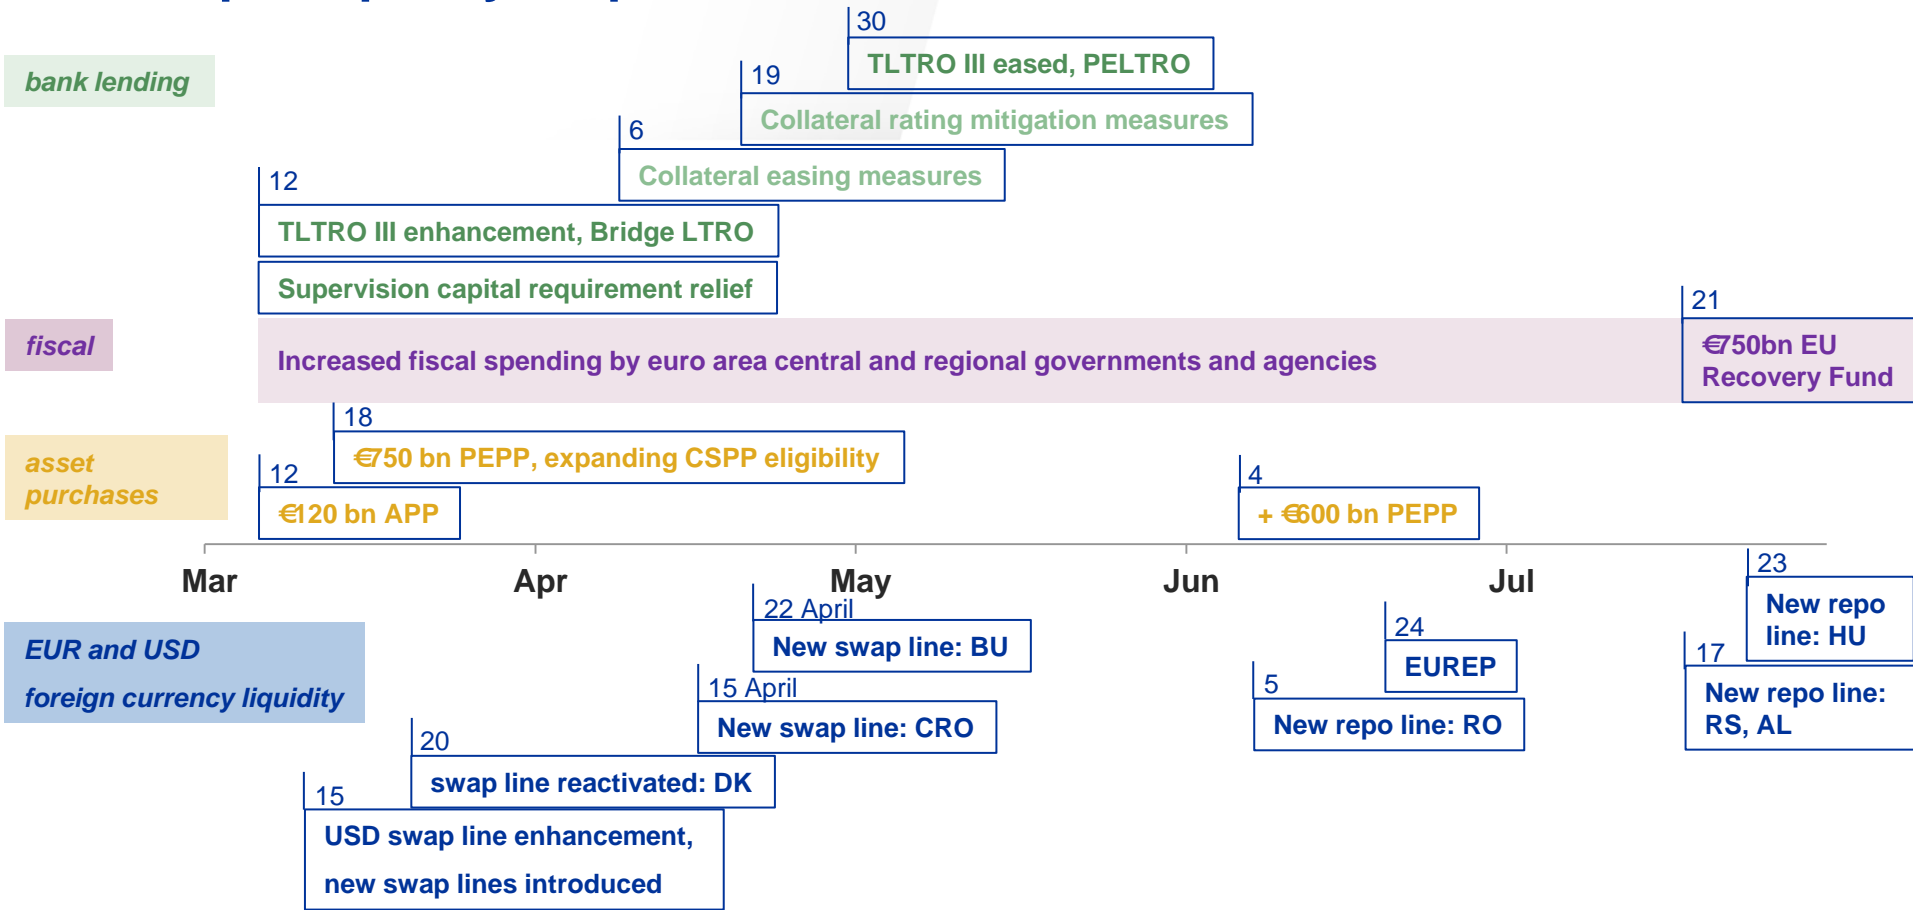 30
bank lending
TLTRO III eased, PELTRO
19
Collateral rating mitigation measures
6
Collateral easing measures
12
TLTRO III enhancement, Bridge LTRO
Supervision capital requirement relief
fiscal
Increased fiscal spending by euro area central and regional governments and agencies
21
€750bn EU
Recovery Fund
asset
purchases
18
€750 bn PEPP, expanding CSPP eligibility
12
€120 bn APP
4
+ €600 bn PEPP
Mar
Apr
May
Jun
Jul
EUR and USD
foreign currency liquidity
22 April
New swap line: BU
15 April
New swap line: CRO
20
swap line reactivated: DK
15
USD swap line enhancement,
new swap lines introduced
24
EUREP
5
New repo line: RO
23
New repo
line: HU
17
New repo line:
RS, AL